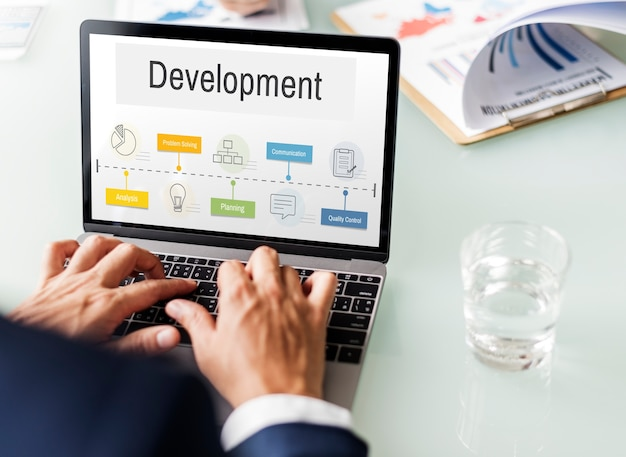 Development
Problem Solving
Communication
Analysis
Planning
Quality Control